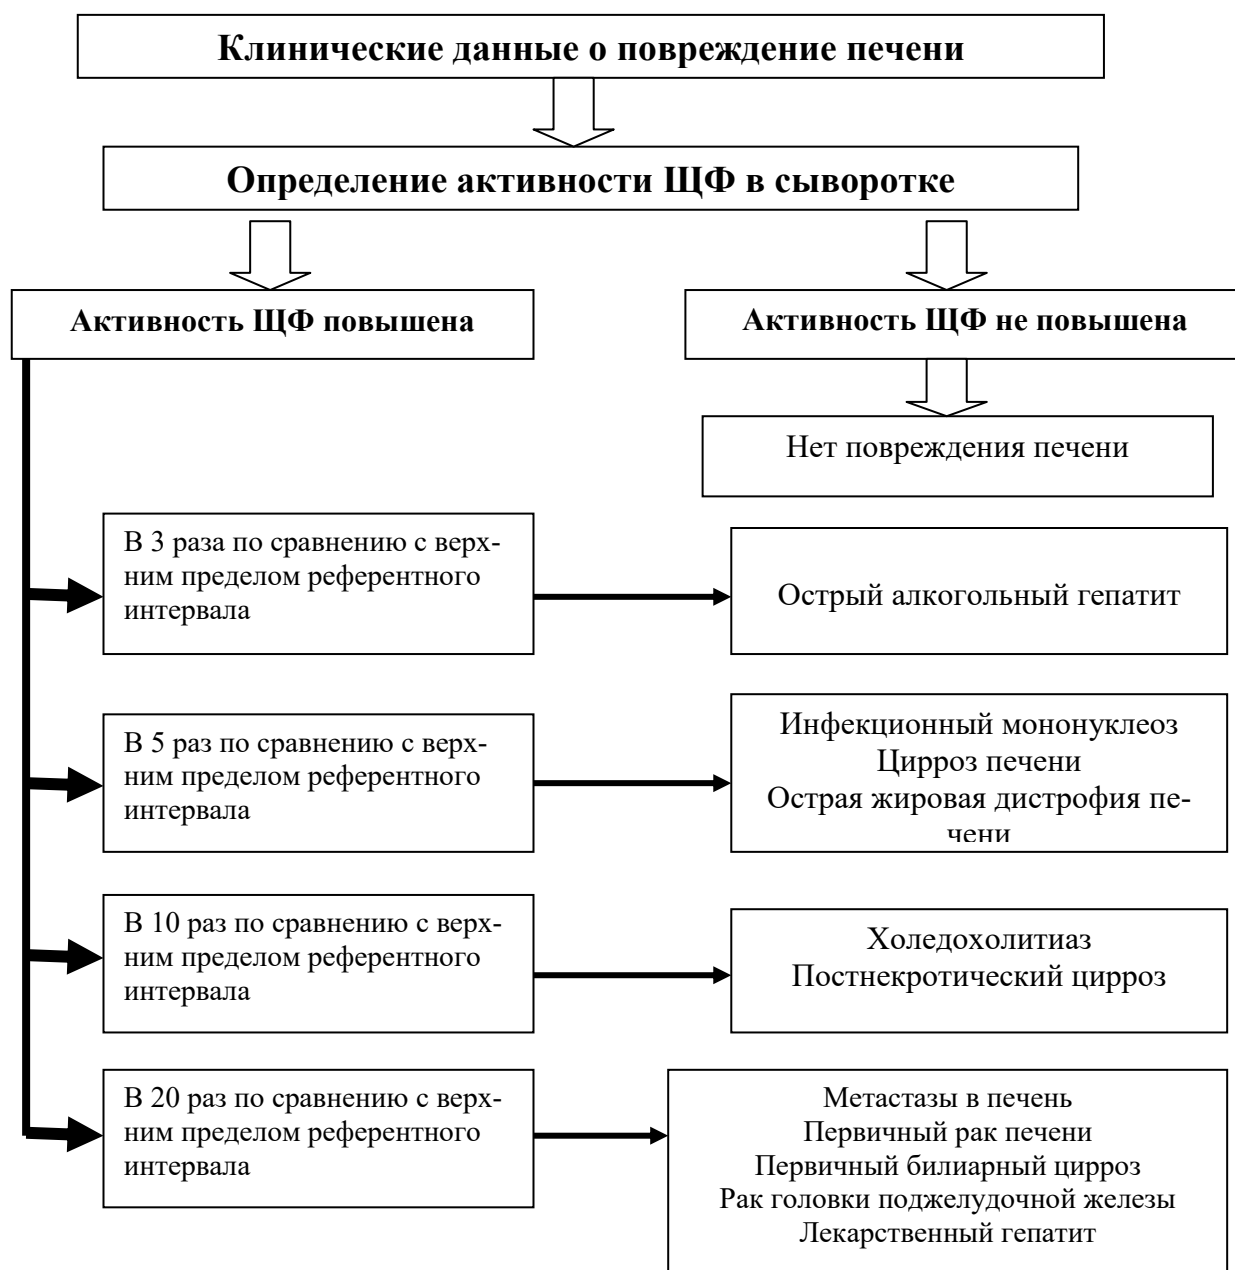 Клинические данные о повреждение печени
Определение активности ЩФ в сыворотке
Активность ЩФ повышена
Активность ЩФ не повышена
Нет повреждения печени
В 3 раза по сравнению с верх-
ним пределом референтного
интервала
Острый алкогольный гепатит
В 5 раз по сравнению с верх-
ним пределом референтного
интервала
Инфекционный мононуклеоз
Цирроз печени
Острая жировая дистрофия пе-
чени
В 10 раз по сравнению с верх-
ним пределом референтного
интервала
Холедохолитиаз
Постнекротический цирроз
В 20 раз по сравнению с верх-
ним пределом референтного
интервала
Метастазы в печень
Первичный рак печени
Первичный билиарный цирроз
Рак головки поджелудочной железы
Лекарственный гепатит